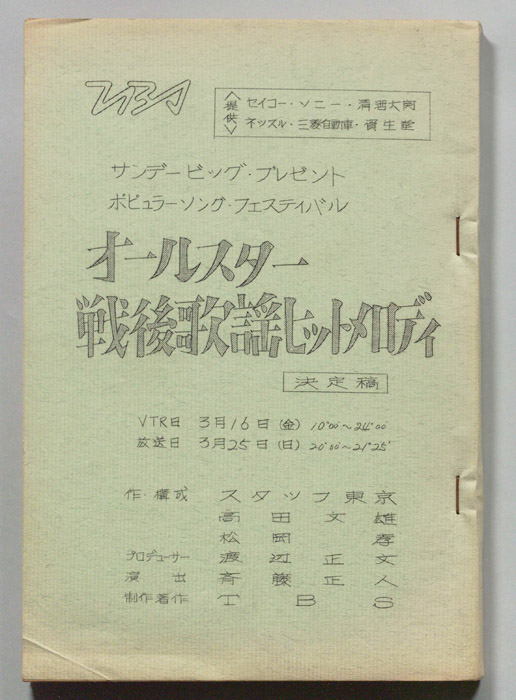 TBS
〈提供〉
セイコー・ソニー・清酒大関
ネッスル・三菱自動車・資生堂
サンデービッグ・プレゼント
ポピュラーソング・フェスティバル
オールスター
戦後歌謡ヒットメロディ
決定稿
VTR日 3月16日(金) 10°00'~24°00'
放送日 3月25日(日) 20°00'~21°25'
作・構成 スタッフ東京
高田文雄
松岡孝
プロデューサー 渡辺正文
演出 斉藤正人
制作著作 TBS